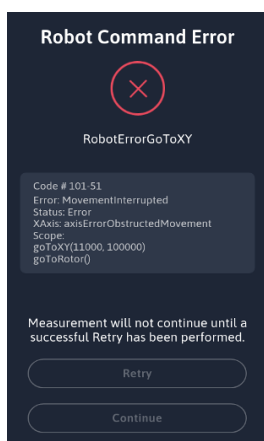 Robot Command Error
RobotErrorGoToXY
Code # 101-51
Error: MovementInterrupted
Status: Error
XAxis: axisErrorObstructedMovement
Scope:
goToXY(11000, 100000)
goToRotor()
Measurement will not continue until a
successful Retry has been performed.
Retry
Continue